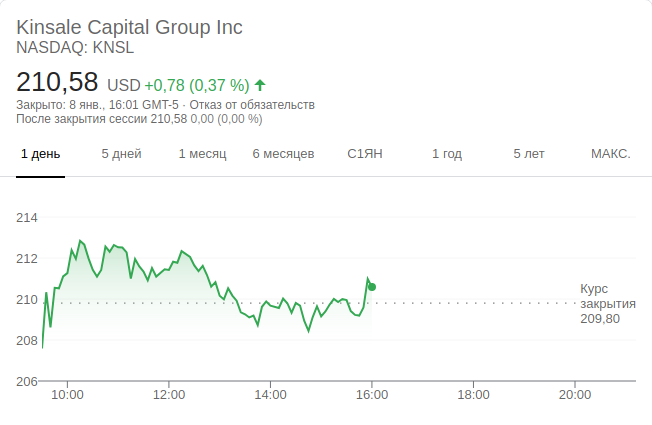 Kinsale Capital Group Inc
NASDAQ: KNSL
210,58 USD +0,78 (0,37 %) ↑
Закрыто: 8 янв., 16:01 GMT-5 · Отказ от обязательств
После закрытия сессии 210,58 0,00 (0,00 %)
1 день 5 дней 1 месяц 6 месяцев С1ЯН 1 год 5 лет МАКС.
214
212
210
208
206
Курс
закрытия
209,80
10:00 12:00 14:00 16:00 18:00 20:00